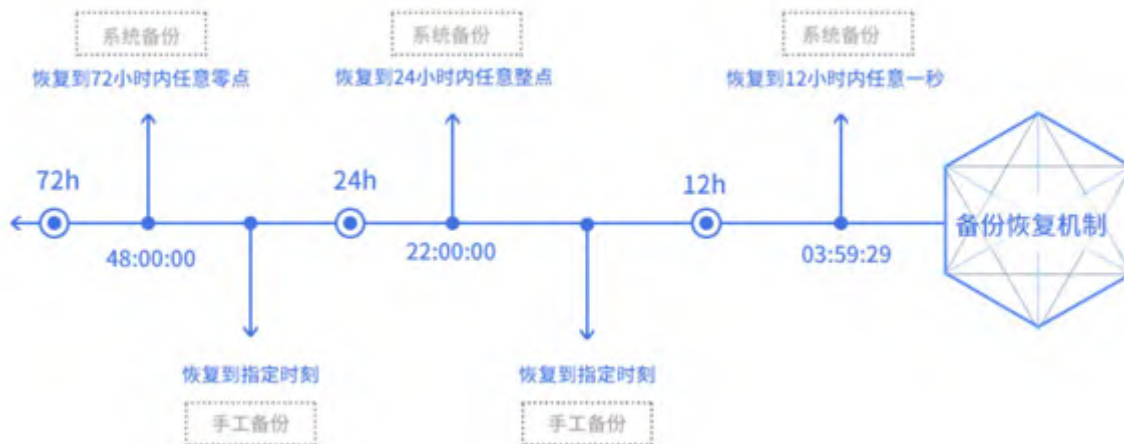 系统备份
系统备份
系统备份
恢复到72小时内任意零点
恢复到24小时内任意整点
恢复到12小时内任意一秒
72h
24h
12h
备份恢复机制
48:00:00
22:00:00
03:59:29
恢复到指定时刻
恢复到指定时刻
手工备份
手工备份